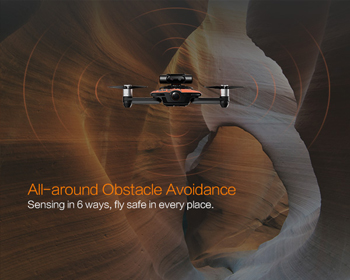 All-around Obstacle Avoidance
Sensing in 6 ways, fly safe in every place.